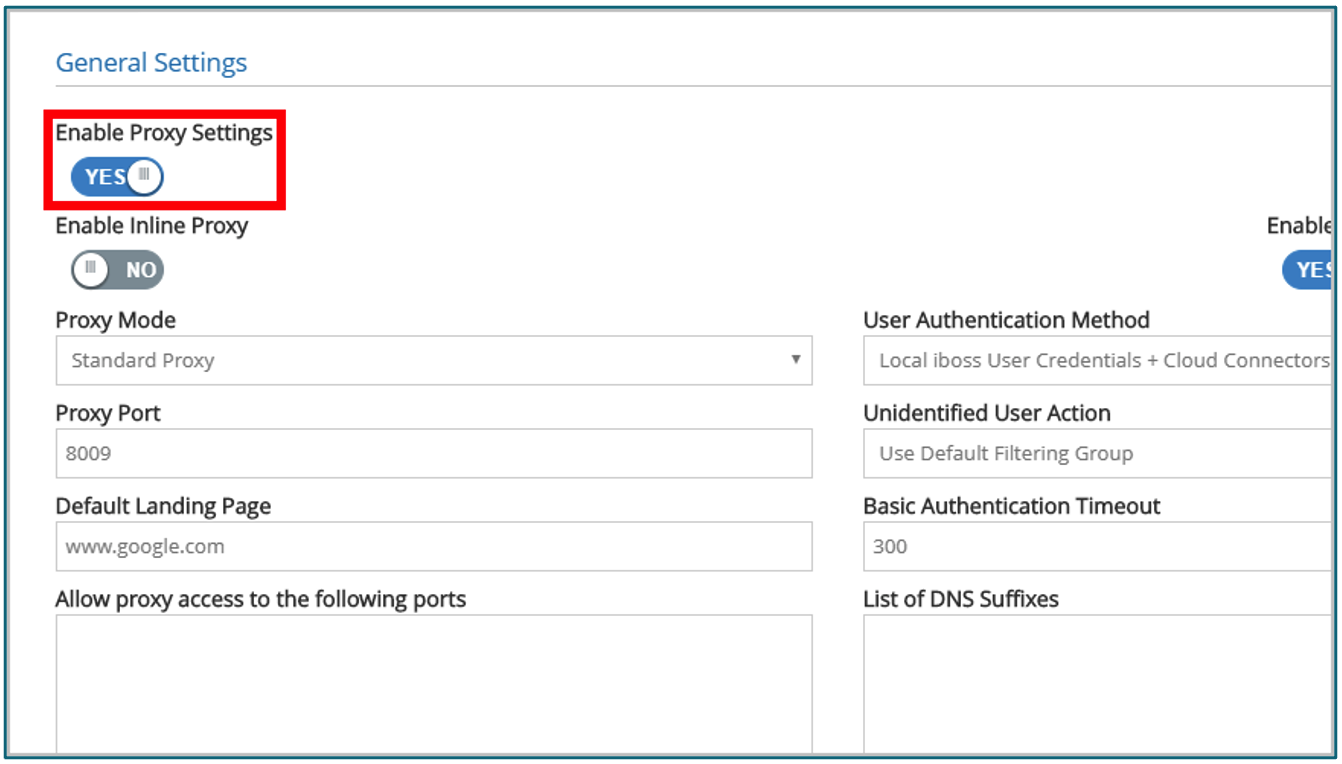 General Settings
Enable Proxy Settings
YES
Enable Inline Proxy
Enable
NO
YES
Proxy Mode
User Authentication Method
Standard Proxy
Local iboss User Credentials + Cloud Connectors
Proxy Port
Unidentified User Action
8009
Use Default Filtering Group
Default Landing Page
Basic Authentication Timeout
www.google.com
300
Allow proxy access to the following ports
List of DNS Suffixes